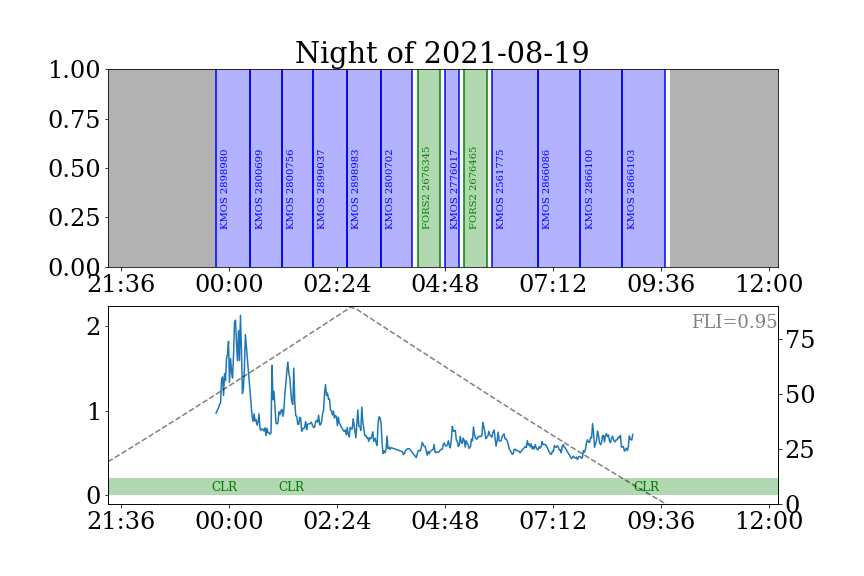 Night of 2021-08-19
1.00
0.75
0.50
0.25
0.00
KMOS 2898980
KMOS 2800699
KMOS 2800756
KMOS 2899037
KMOS 2898983
KMOS 2800702
FORS2 2676345
KMOS 2776017
FORS2 2676465
KMOS 2561775
KMOS 2866086
KMOS 2866100
KMOS 2866103
21:36 00:00 02:24 04:48 07:12 09:36 12:00
FLI=0.95
2
1
0
75
50
25
0
CLR CLR CLR
21:36 00:00 02:24 04:48 07:12 09:36 12:00